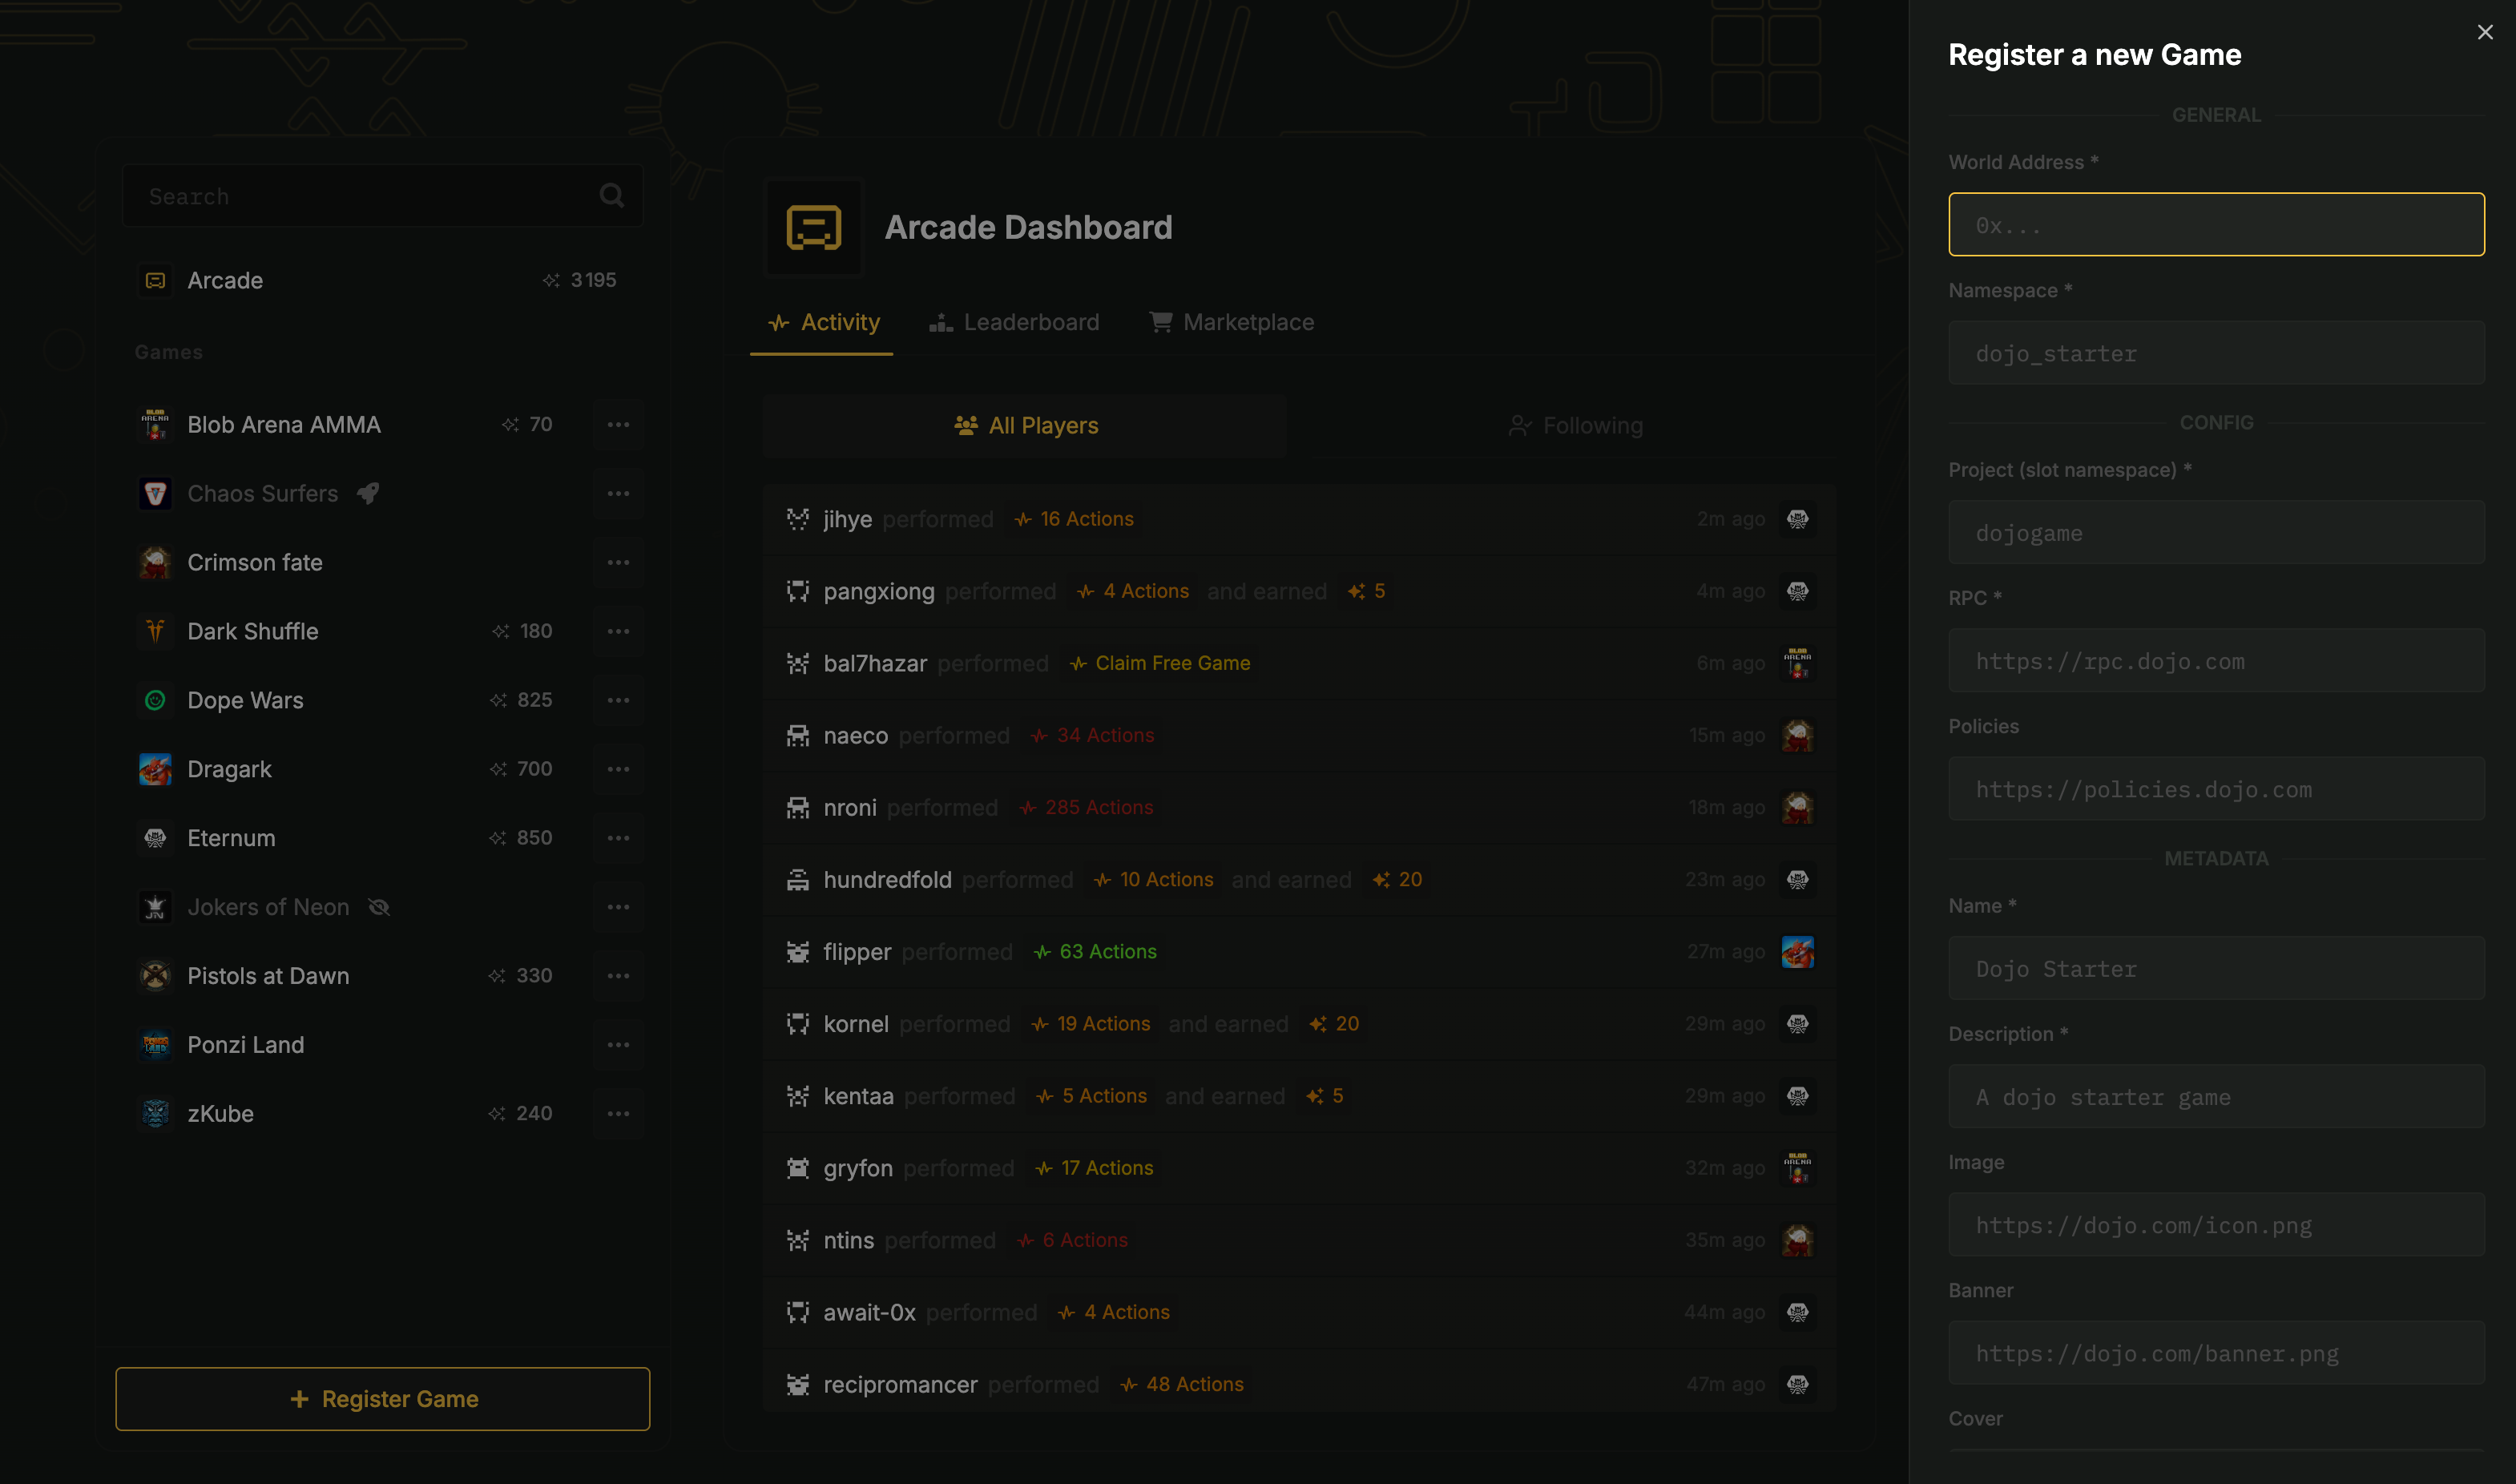 Search
Arcade 3195
Games
Blob Arena AMMA 70
Chaos Surfers
Crimson fate
Dark Shuffle 180
Dope Wars 825
Dragark 700
Eternum 850
Jokers of Neon
Pistols at Dawn 330
Ponzi Land
zKube 240
+ Register Game
Arcade Dashboard
Activity Leaderboard Marketplace
All Players Following
jihye performed 16 Actions 2m ago
pangxiong performed 4 Actions and earned 5 4m ago
bal7hazar performed Claim Free Game 6m ago
naeco performed 34 Actions 15m ago
nroni performed 285 Actions 18m ago
hundredfold performed 10 Actions and earned 20 23m ago
flipper performed 63 Actions 27m ago
kornel performed 19 Actions and earned 20 29m ago
kentaa performed 5 Actions and earned 5 29m ago
gryfon performed 17 Actions 32m ago
ntins performed 6 Actions 35m ago
await-0x performed 4 Actions 44m ago
recipromancer performed 48 Actions 47m ago
Register a new Game
GENERAL
World Address *
0x...
Namespace *
dojo_starter
CONFIG
Project (slot namespace) *
dojogame
RPC *
https://rpc.dojo.com
Policies
https://policies.dojo.com
METADATA
Name *
Dojo Starter
Description *
A dojo starter game
Image
https://dojo.com/icon.png
Banner
https://dojo.com/banner.png
Cover